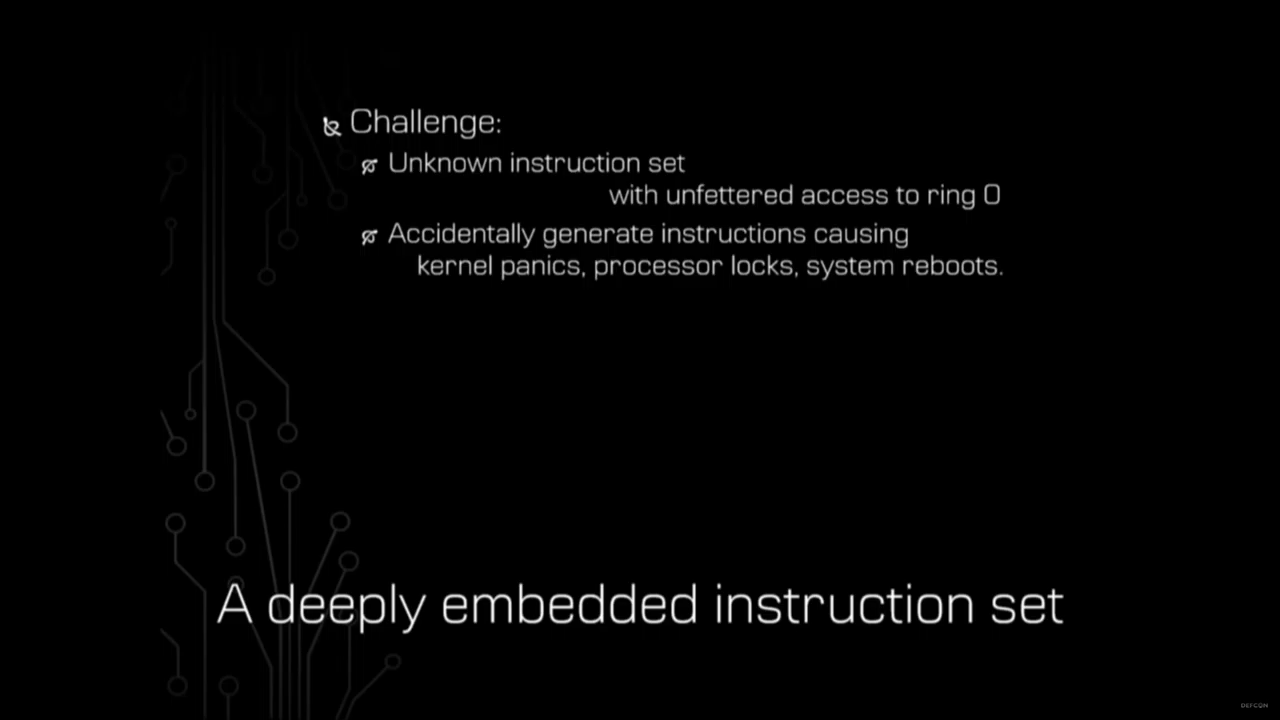 Challenge:
Unknown instruction set
with unfettered access to ring 0
Accidentally generate instructions causing
kernel panics, processor locks, system reboots.
A deeply embedded instruction set
DEFCON